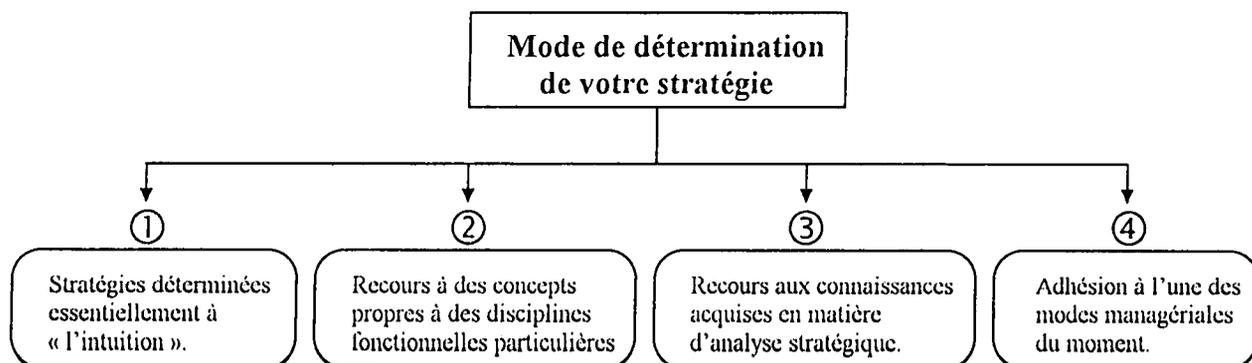 Mode de détermination
de votre stratégie
①
②
③
④
Stratégies déterminées
essentiellement à
« l'intuition ».
Recours à des concepts
propres à des disciplines
fonctionnelles particulières
Recours aux connaissances
acquises en matière
d'analyse stratégique.
Adhésion à l'une des
modes managériales
du moment.